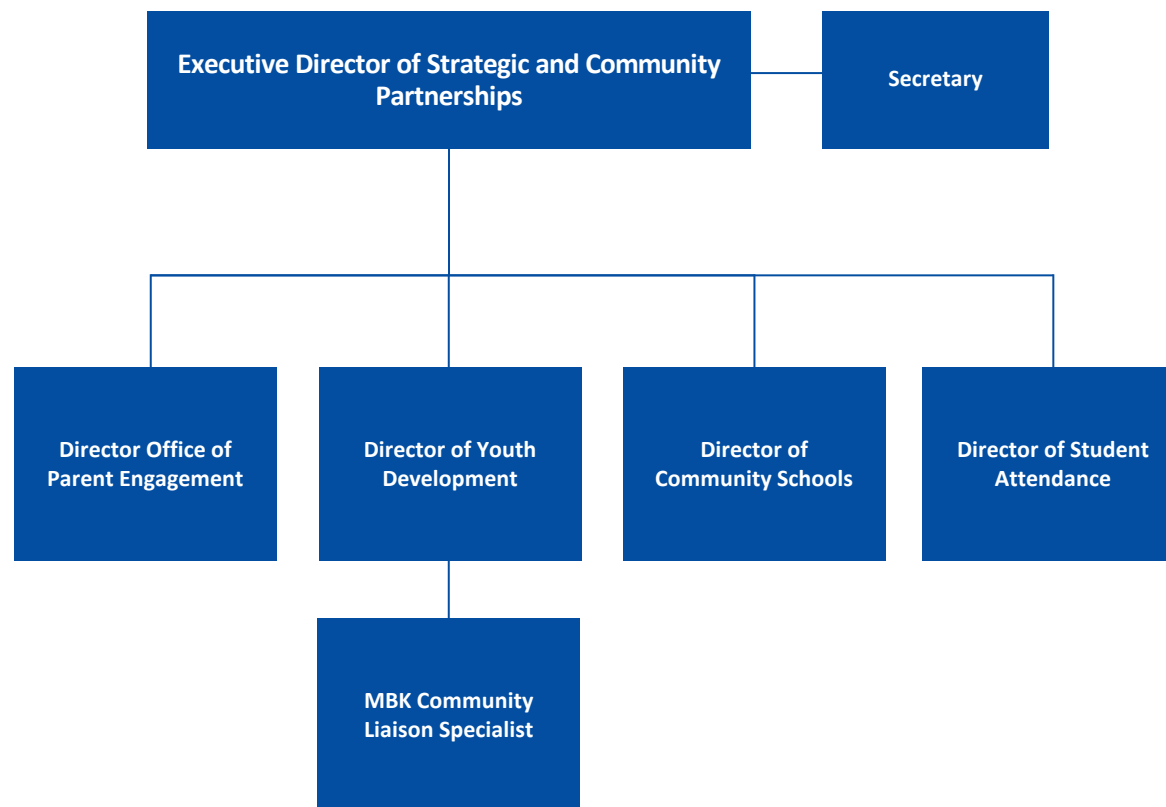 Executive Director of Strategic and Community
Partnerships
Secretary
Director Office of
Parent Engagement
Director of Youth
Development
Director of
Community Schools
Director of Student
Attendance
MBK Community
Liaison Specialist